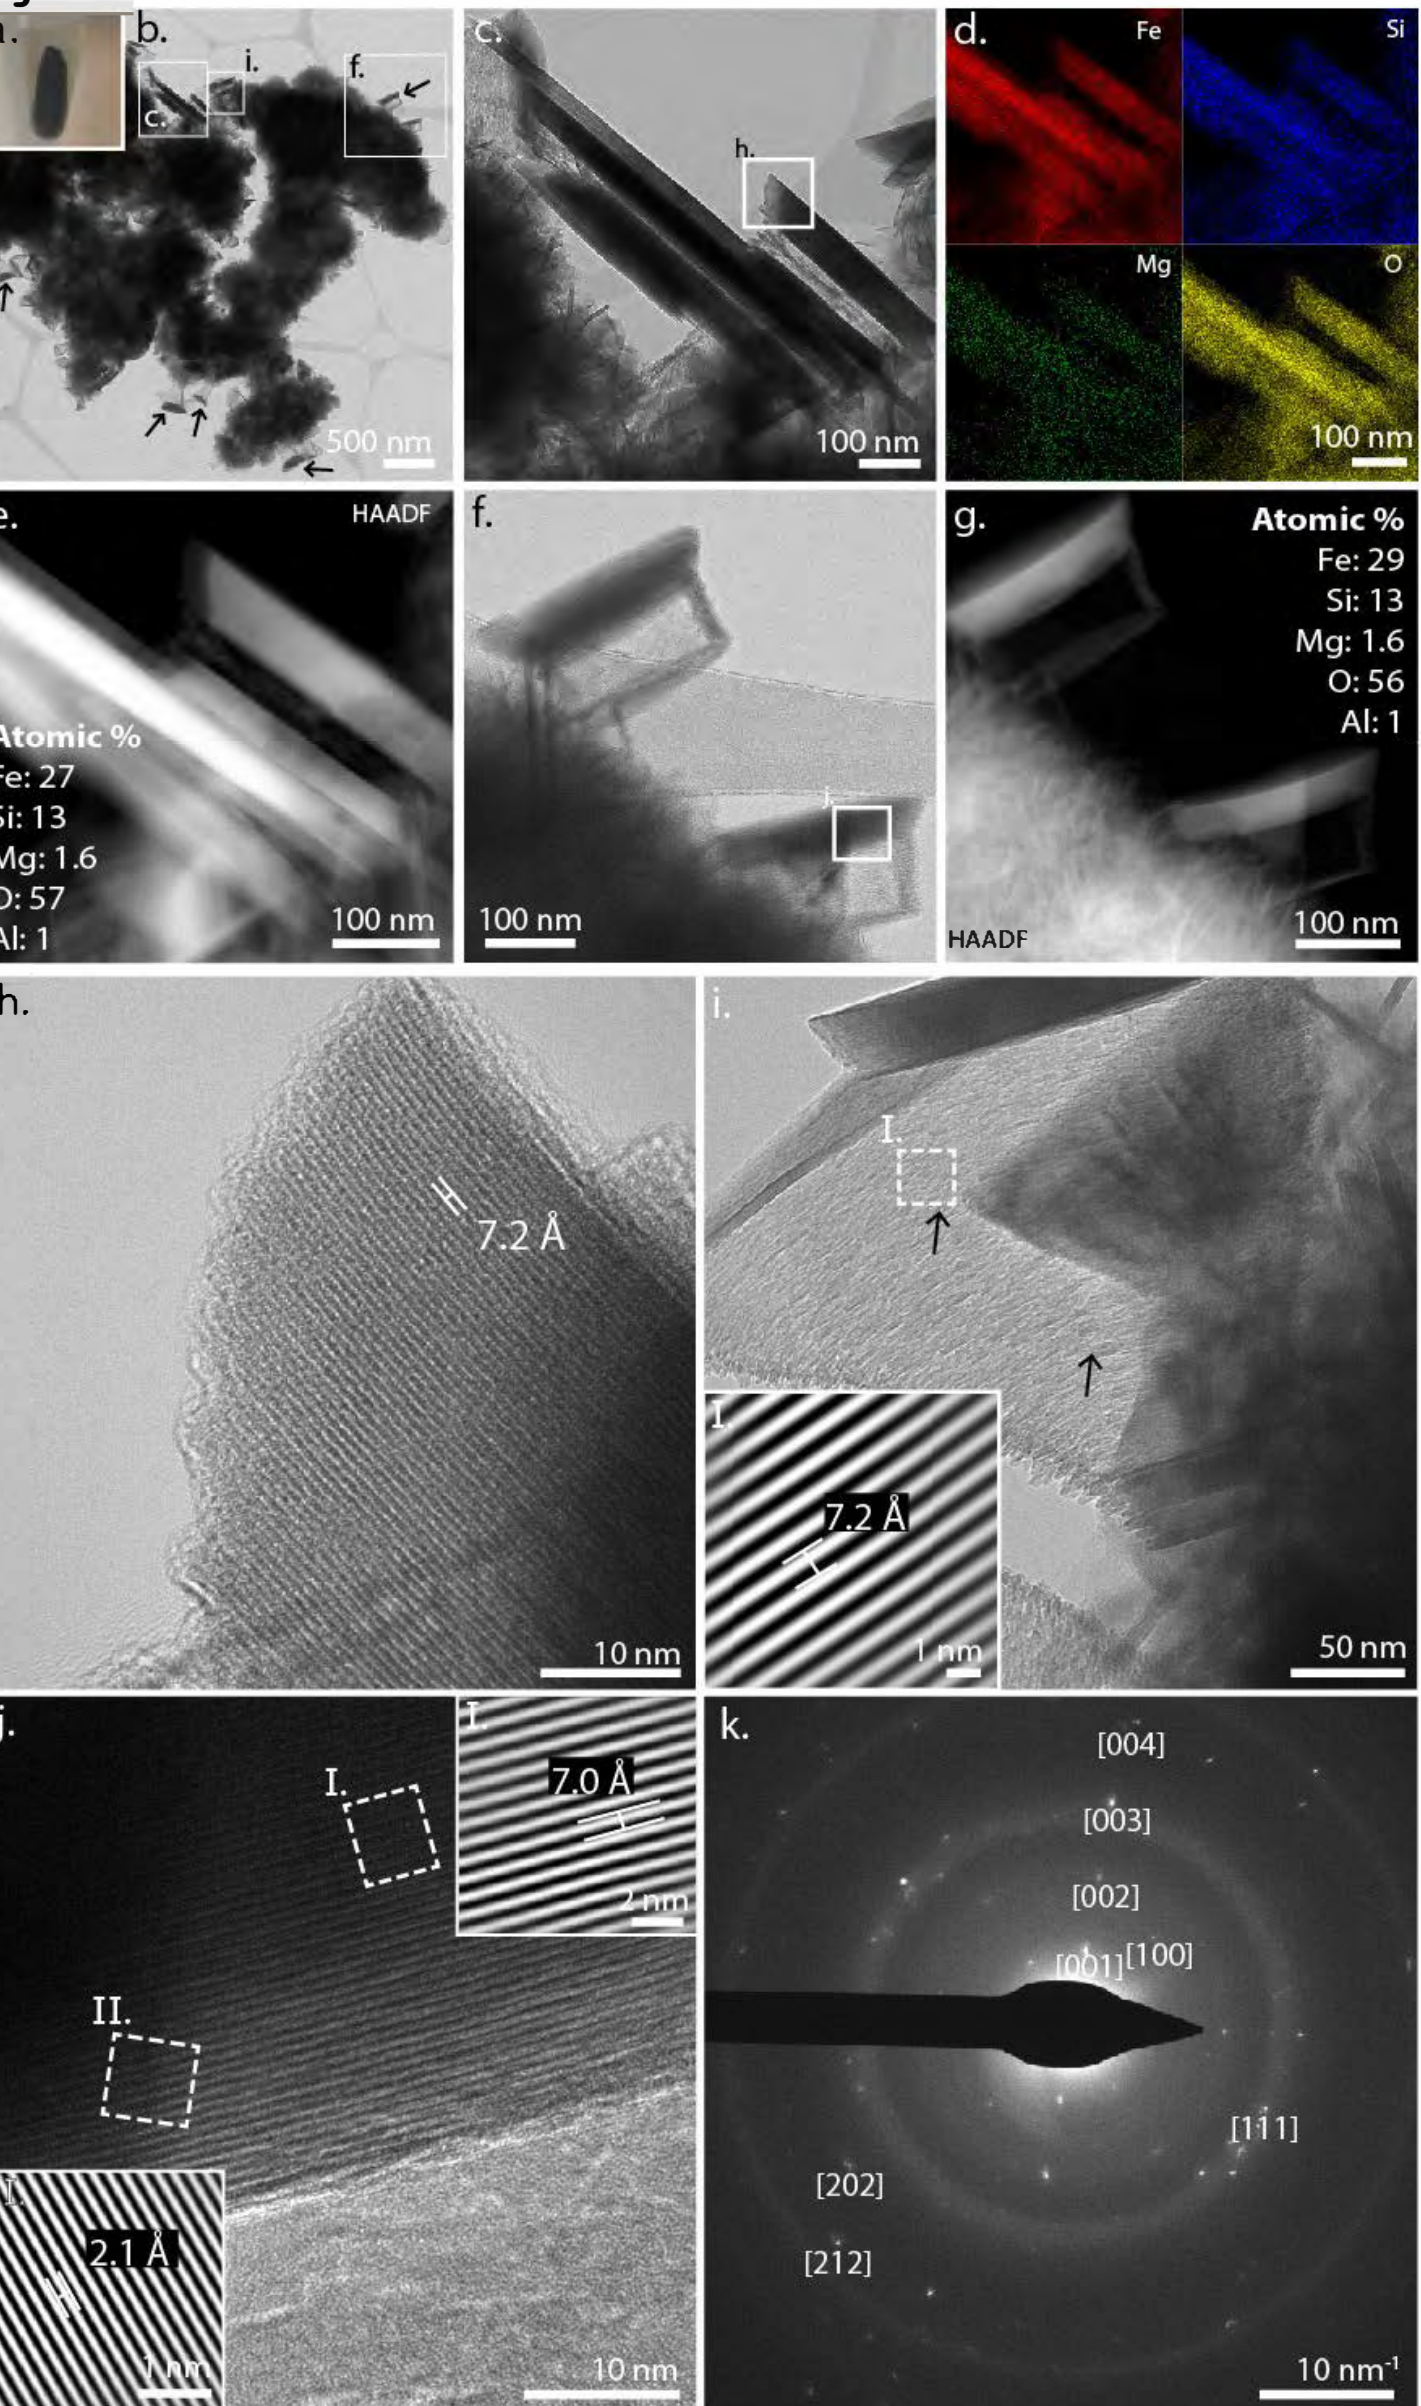 b.
i.
f.
c.
500 nm
c.
h.
100 nm
d.
Fe
Si
Mg
O
100 nm
e.
HAADF
Atomic %
Fe: 27
Si: 13
Mg: 1.6
O: 57
Al: 1
100 nm
f.
j.
100 nm
g.
Atomic %
Fe: 29
Si: 13
Mg: 1.6
O: 56
Al: 1
HAADF
100 nm
h.
7.2 Å
10 nm
i.
I.
I.
7.2 Å
1 nm
50 nm
j.
I.
I.
7.0 Å
2 nm
II.
I.
2.1 Å
1 nm
10 nm
k.
[004]
[003]
[002]
[001]
[100]
[111]
[202]
[212]
10 nm-1